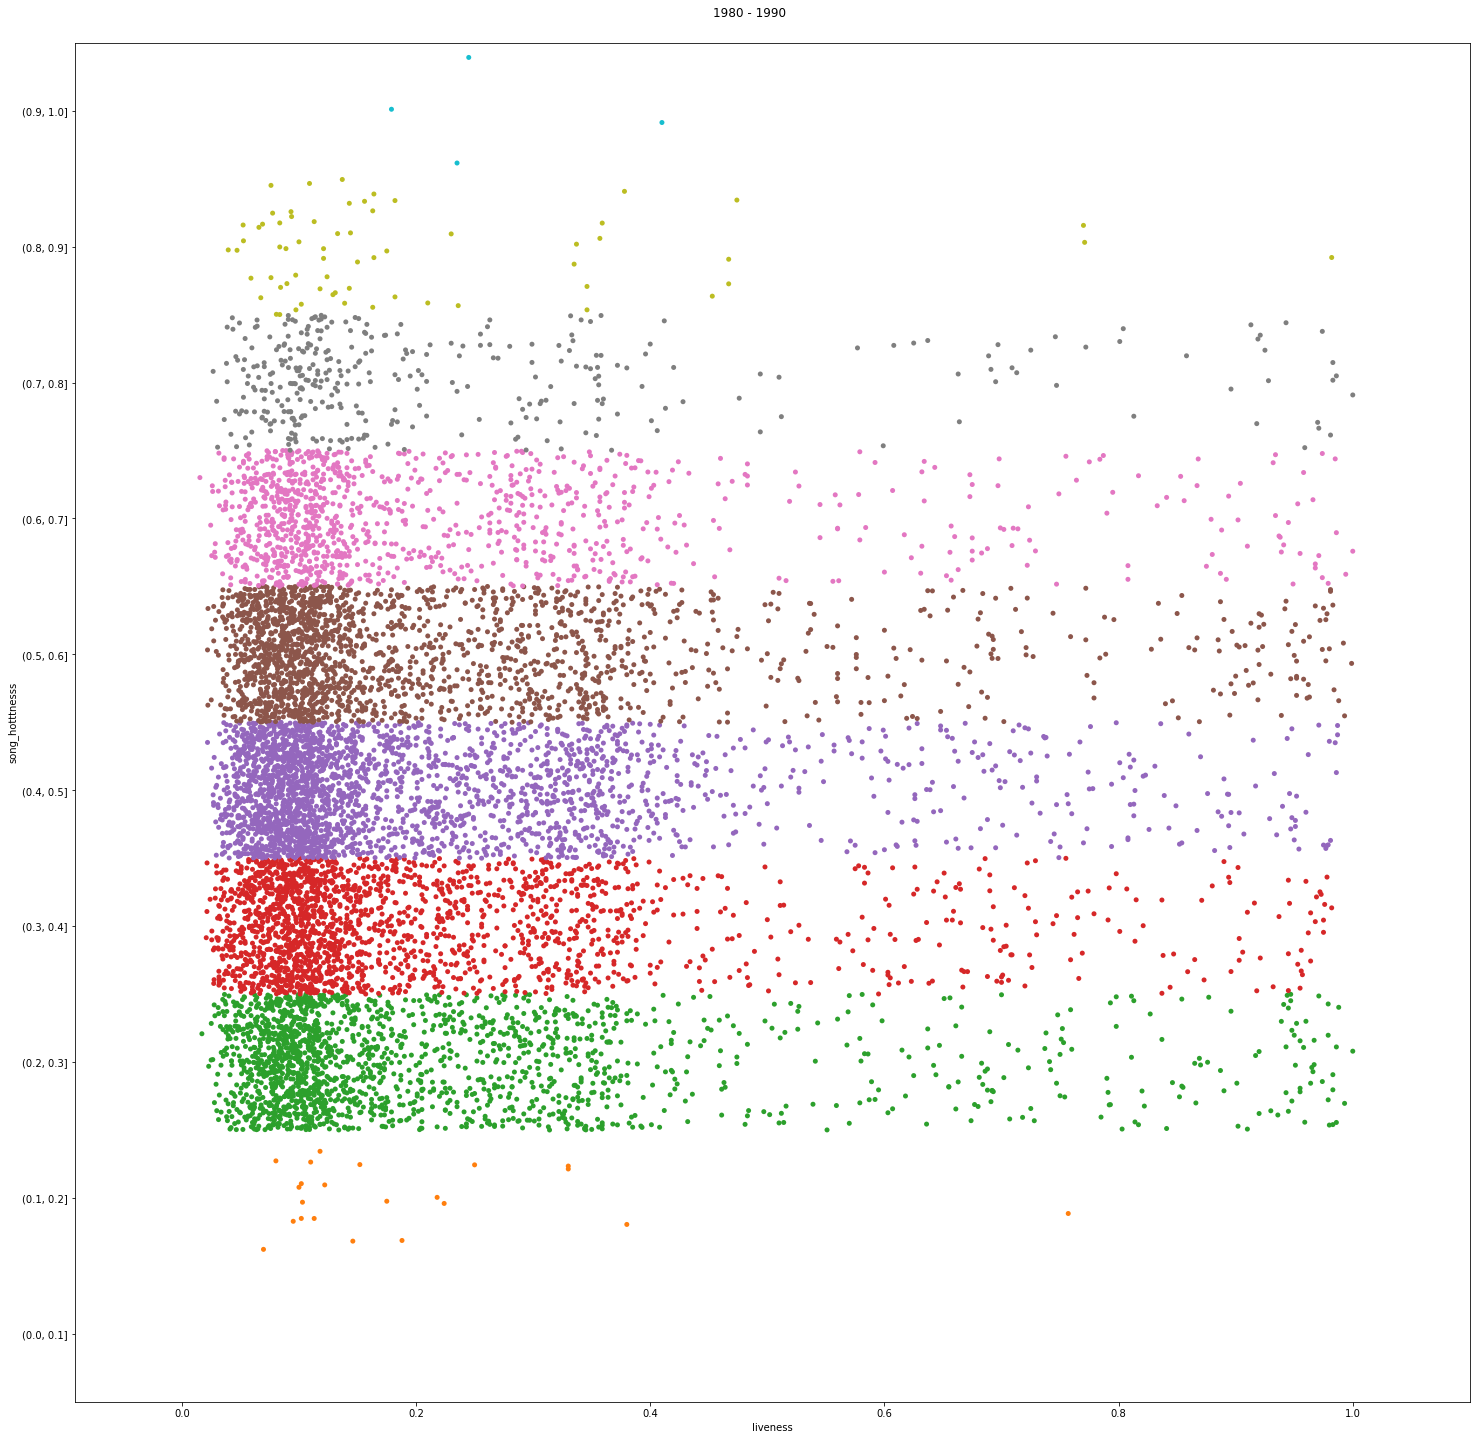 1980 - 1990
(0.9, 1.0]
(0.8, 0.9]
(0.7, 0.8]
(0.6, 0.7]
(0.5, 0.6]
(0.4, 0.5]
(0.3, 0.4]
(0.2, 0.3]
(0.1, 0.2]
(0.0, 0.1]
song_hotttnesss
0.0 0.2 0.4 0.6 0.8 1.0
liveness